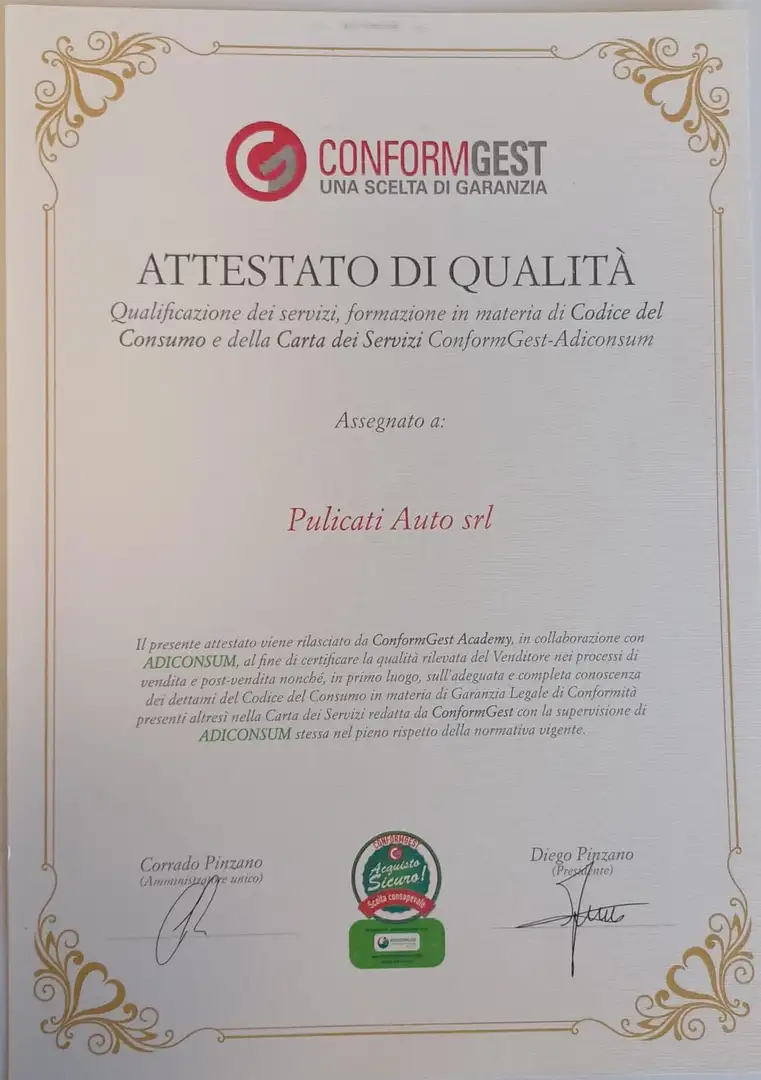 CONFORMGEST
UNA SCELTA DI GARANZIA
ATTESTATO DI QUALITÀ
Qualificazione dei servizi, formazione in materia di Codice del
Consumo e della Carta dei Servizi ConformGest-Adiconsum
Assegnato a:
Pulicati Auto srl
Il presente attestato viene rilasciato da ConformGest Academy, in collaborazione con
ADICONSUM, al fine di certificare la qualità rilevata del Venditore nei processi di
vendita e post-vendita nonché, in primo luogo, sull'adeguata e completa conoscenza
dei dettami del Codice del Consumo in materia di Garanzia Legale di Conformità
presenti altresì nella Carta dei Servizi redatta da ConformGest con la supervisione di
ADICONSUM stessa nel pieno rispetto della normativa vigente.
Corrado Pinzano
(Amministratore unico)
CONFORMGEST
Acquisto
Sicuro!
Scelta consapevole
ADICONSUM
Diego Pinzano
(Presidente)